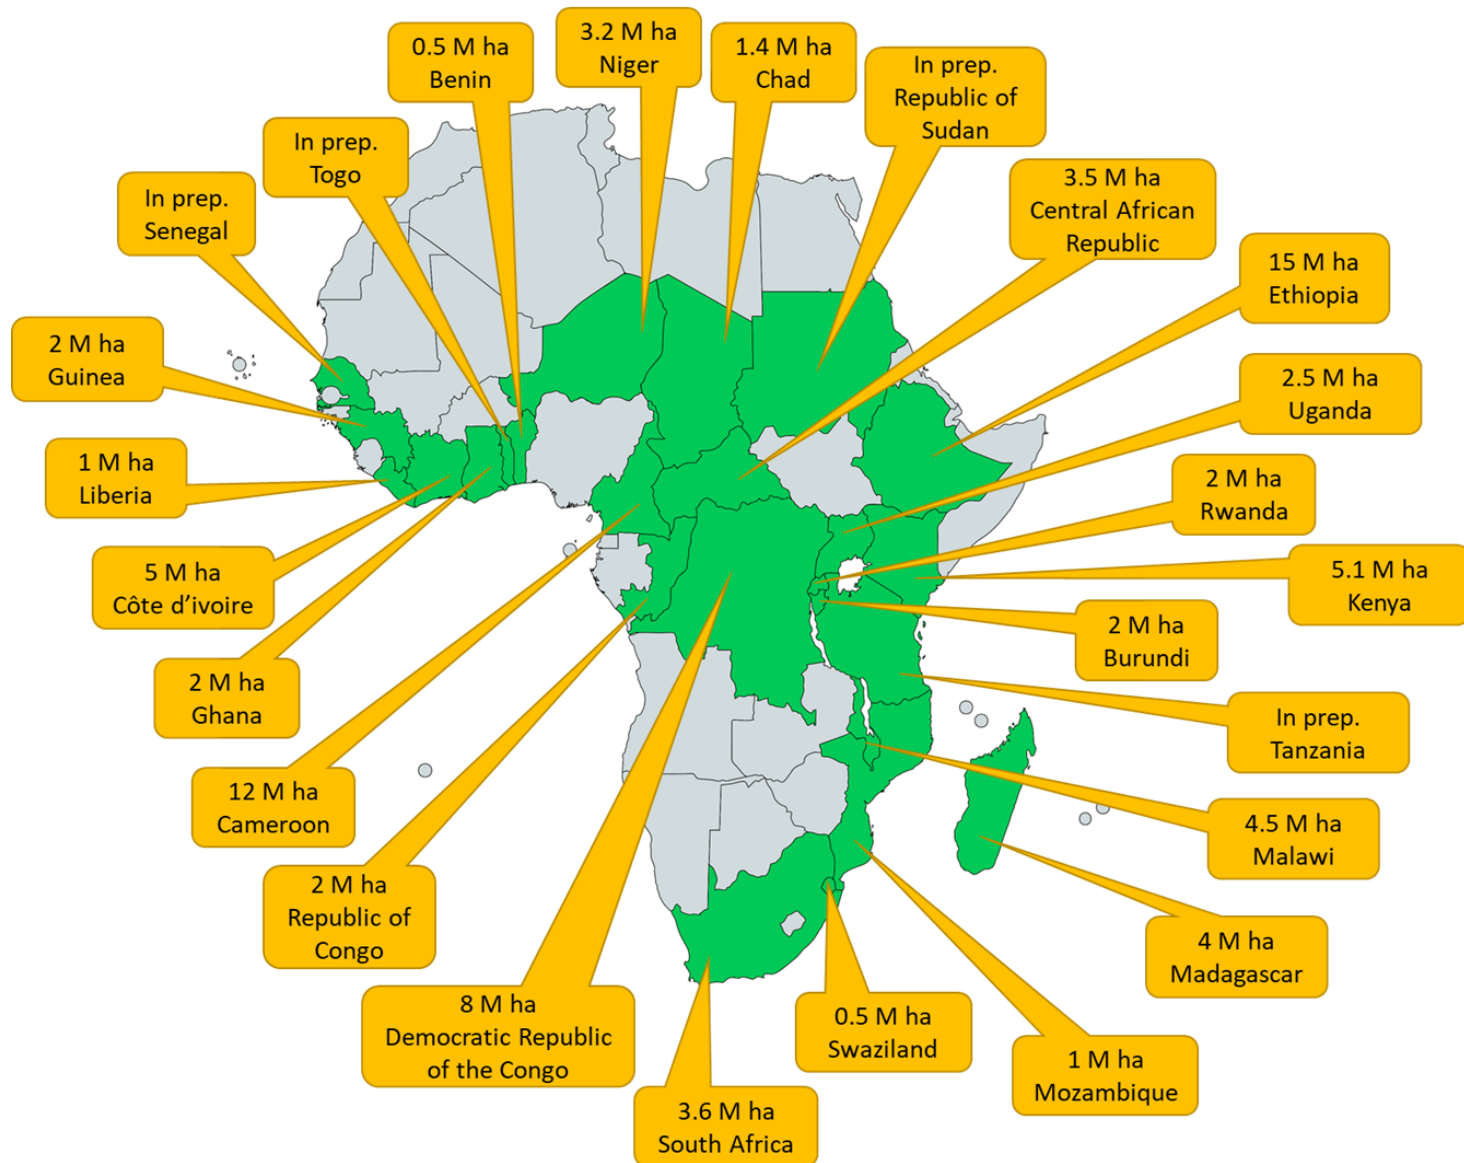 0.5 M ha
Benin
3.2 M ha
Niger
1.4 M ha
Chad
In prep.
Republic of
Sudan
In prep.
Togo
3.5 M ha
Central African
Republic
In prep.
Senegal
15 M ha
Ethiopia
2 M ha
Guinea
2.5 M ha
Uganda
1 M ha
Liberia
2 M ha
Rwanda
5 M ha
Côte d'ivoire
5.1 M ha
Kenya
2 M ha
Burundi
2 M ha
Ghana
In prep.
Tanzania
12 M ha
Cameroon
4.5 M ha
Malawi
2 M ha
Republic of
Congo
4 M ha
Madagascar
8 M ha
Democratic Republic
of the Congo
0.5 M ha
Swaziland
1 M ha
Mozambique
3.6 M ha
South Africa